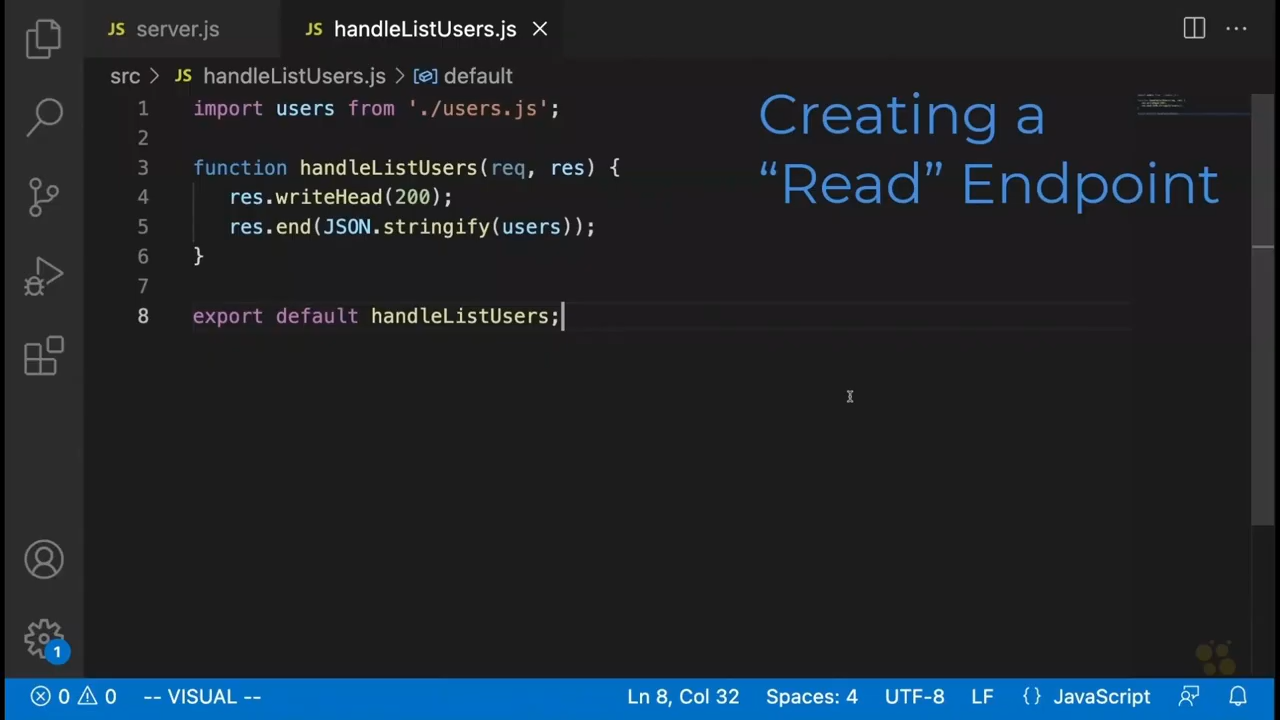 JS server.js JS handleListUsers.js ×
src > JS handleListUsers.js > default
1 import users from './users.js';
2
3 function handleListUsers(req, res) {
4 res.writeHead(200);
5 res.end(JSON.stringify(users));
6 }
7
8 export default handleListUsers;
Creating a
“Read” Endpoint
1
0 0 -- VISUAL -- Ln 8, Col 32 Spaces: 4 UTF-8 LF {} JavaScript